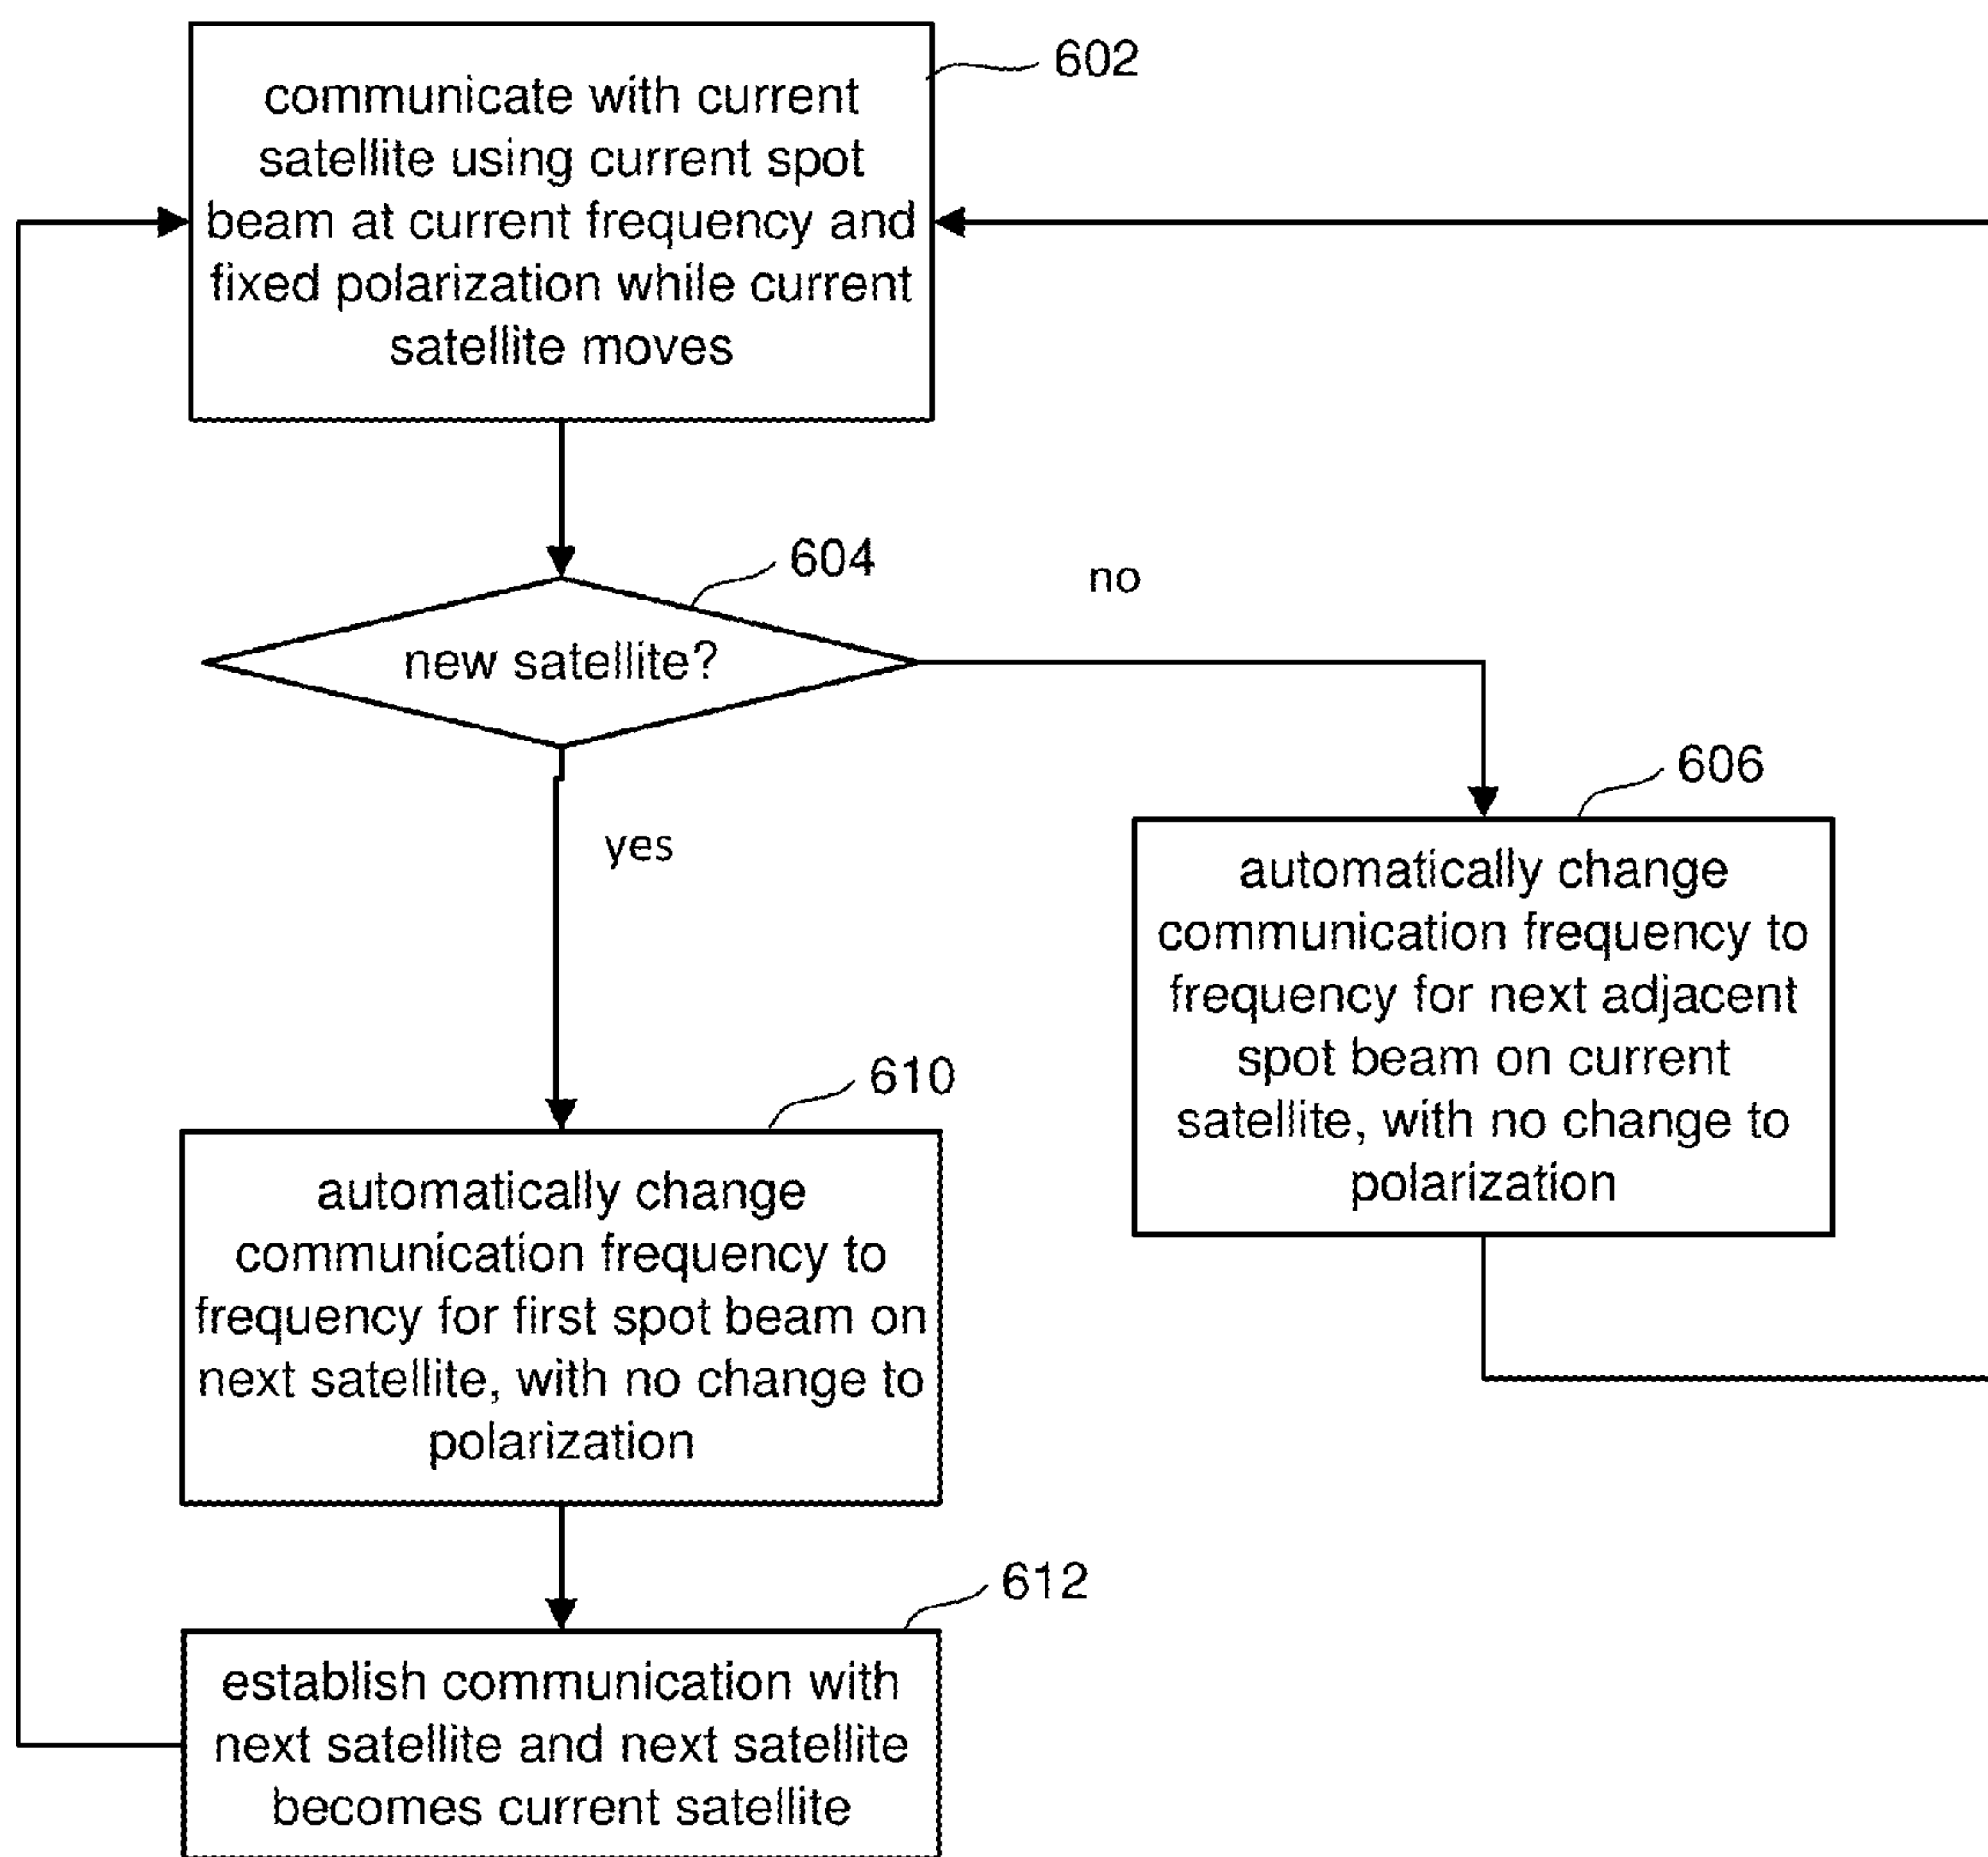 602
communicate with current
satellite using current spot
beam at current frequency and
fixed polarization while current
satellite moves
604
no
new satellite?
606
yes
automatically change
communication frequency to
frequency for next adjacent
spot beam on current
satellite, with no change to
polarization
610
automatically change
communication frequency to
frequency for first spot beam on
next satellite, with no change to
polarization
612
establish communication with
next satellite and next satellite
becomes current satellite